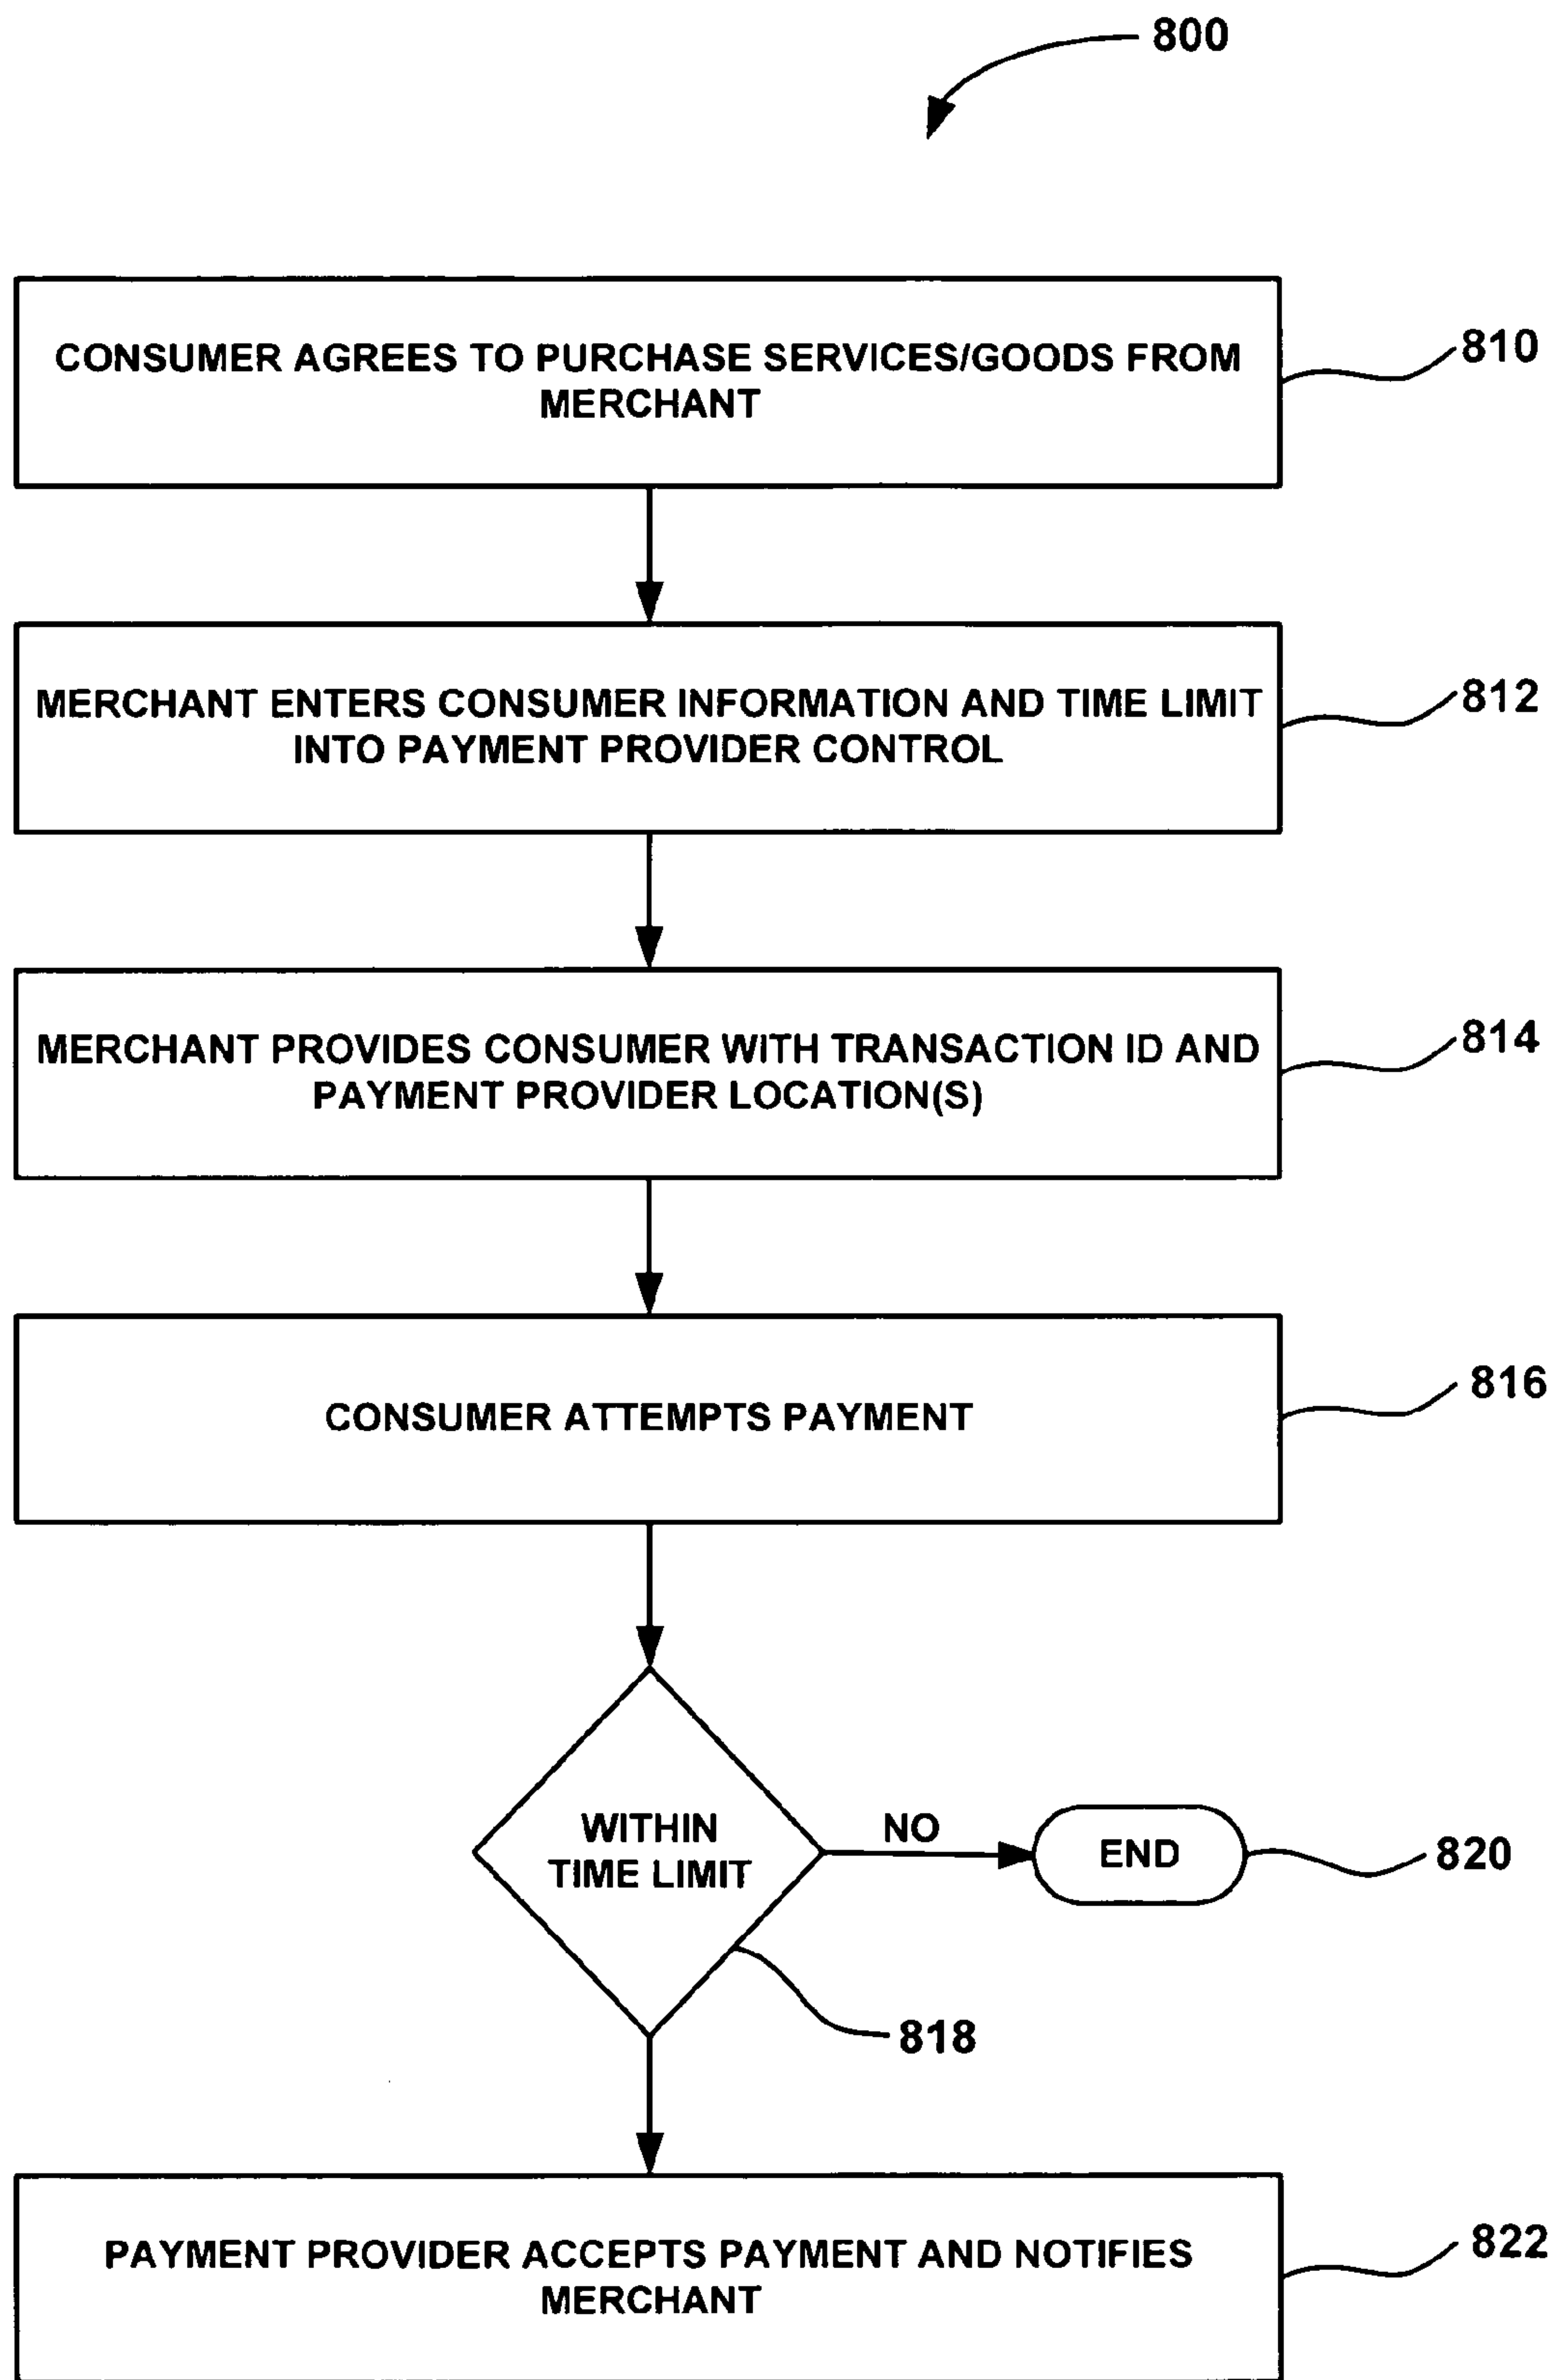 800
CONSUMER AGREES TO PURCHASE SERVICES/GOODS FROM
MERCHANT
810
MERCHANT ENTERS CONSUMER INFORMATION AND TIME LIMIT
INTO PAYMENT PROVIDER CONTROL
812
MERCHANT PROVIDES CONSUMER WITH TRANSACTION ID AND
PAYMENT PROVIDER LOCATION(S)
814
CONSUMER ATTEMPTS PAYMENT
816
WITHIN
TIME LIMIT
NO
END
820
818
PAYMENT PROVIDER ACCEPTS PAYMENT AND NOTIFIES
MERCHANT
822